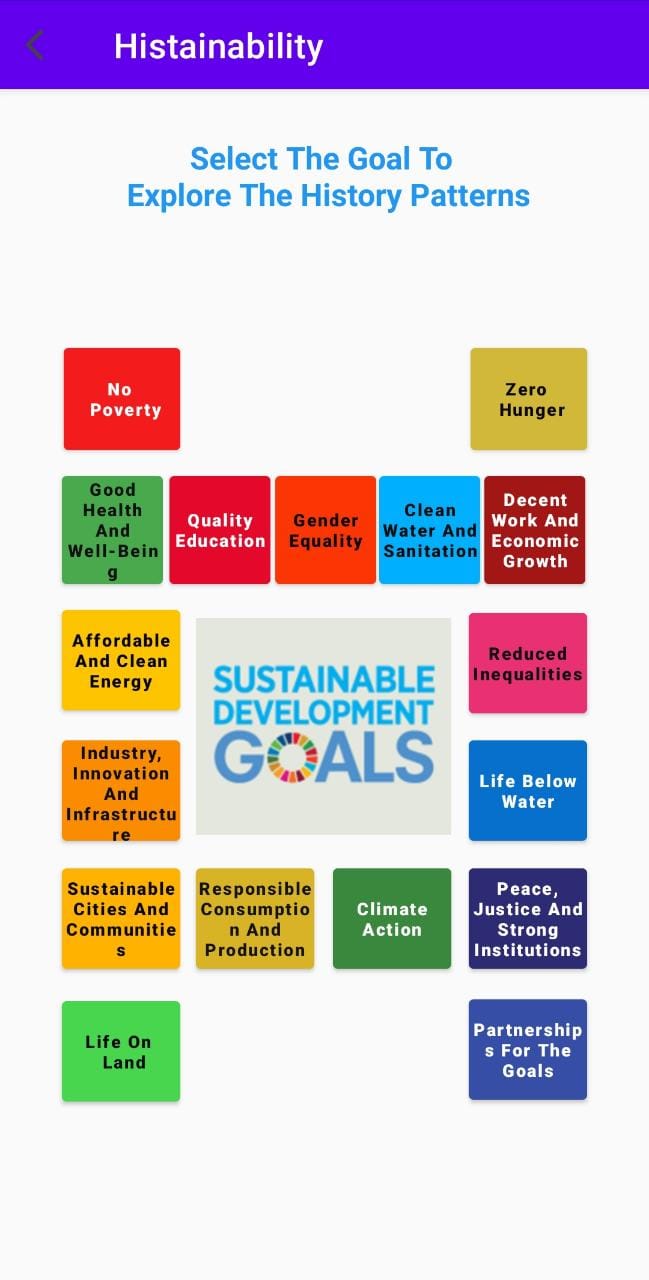 Histainability
Select The Goal To
Explore The History Patterns
No
Poverty
Zero
Hunger
Good
Health
And
Well-Bein
g
Quality
Education
Gender
Equality
Clean
Water And
Sanitation
Decent
Work And
Economic
Growth
Affordable
And Clean
Energy
SUSTAINABLE
DEVELOPMENT
GOALS
Reduced
Inequalities
Industry,
Innovation
And
Infrastructu
re
Life Below
Water
Sustainable
Cities And
Communitie
s
Responsible
Consumptio
n And
Production
Climate
Action
Peace,
Justice And
Strong
Institutions
Life On
Land
Partnership
s For The
Goals